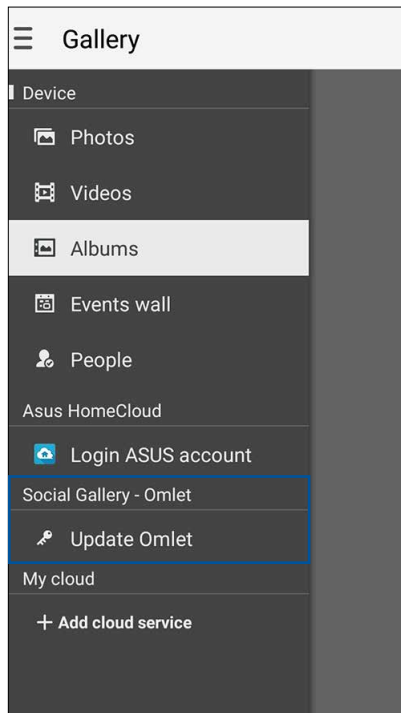 Gallery
Device
Photos
Videos
Albums
Events wall
People
Asus HomeCloud
Login ASUS account
Social Gallery - Omlet
Update Omlet
My cloud
+ Add cloud service